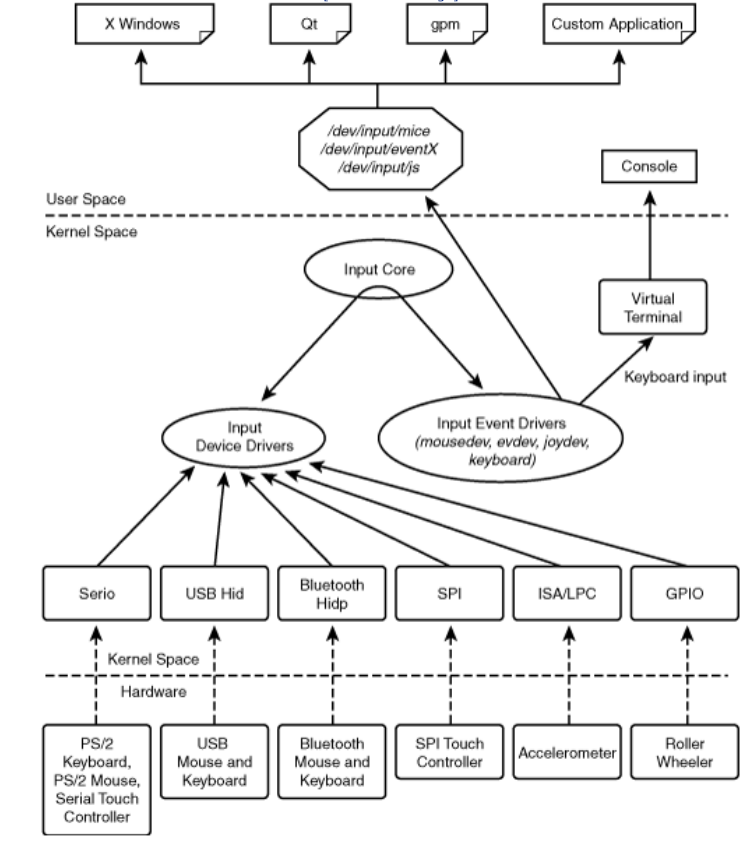 X Windows
Qt
gpm
Custom Application
/dev/input/mice
/dev/input/eventX
/dev/input/js
Console
User Space
Kernel Space
Input Core
Virtual
Terminal
Keyboard input
Input
Device Drivers
Input Event Drivers
(mousedev, evdev, joydev,
keyboard)
Serio
USB Hid
Bluetooth
Hidp
SPI
ISA/LPC
GPIO
Kernel Space
Hardware
PS/2
Keyboard,
PS/2 Mouse,
Serial Touch
Controller
USB
Mouse and
Keyboard
Bluetooth
Mouse and
Keyboard
SPI Touch
Controller
Accelerometer
Roller
Wheeler